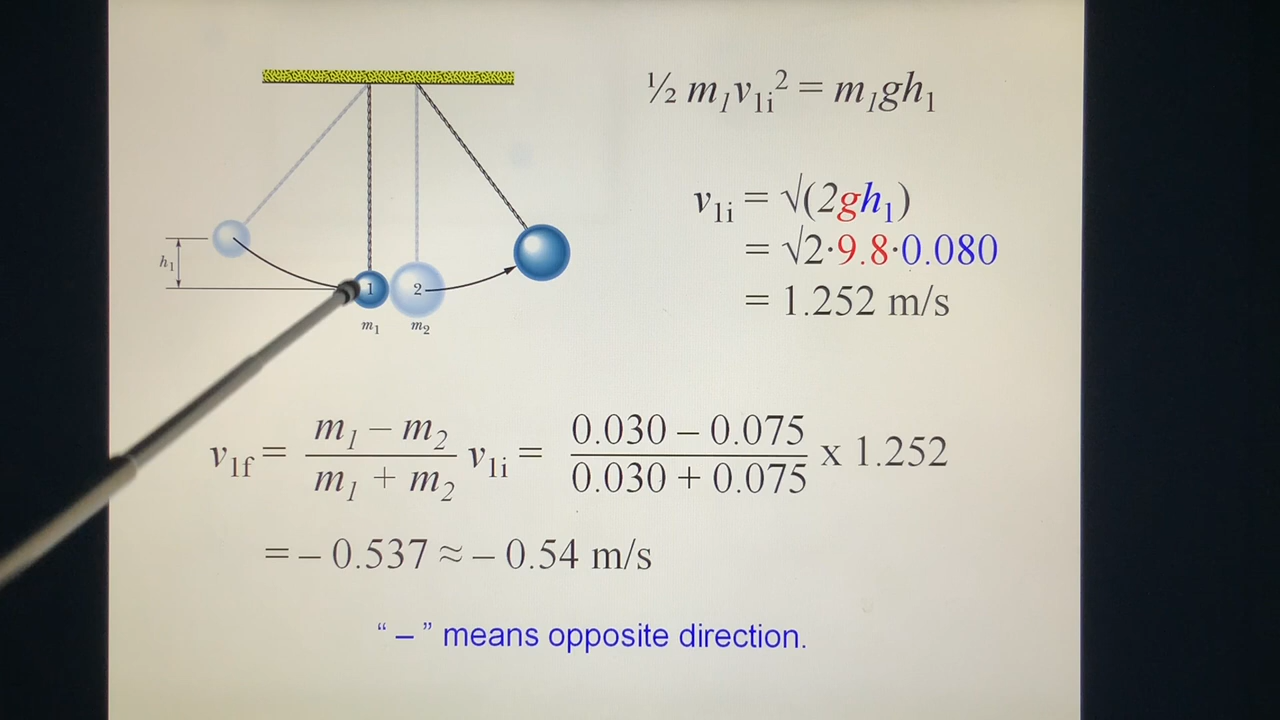 ½ m₁v₁ᵢ² = m₁gh₁
v₁ᵢ = √(2gh₁)
= √2·9.8·0.080
= 1.252 m/s
h₁
1 2
m₁ m₂
v₁f = (m₁ – m₂)/(m₁ + m₂) v₁ᵢ = (0.030 – 0.075)/(0.030 + 0.075) x 1.252
= – 0.537 ≈ – 0.54 m/s
“ – ” means opposite direction.